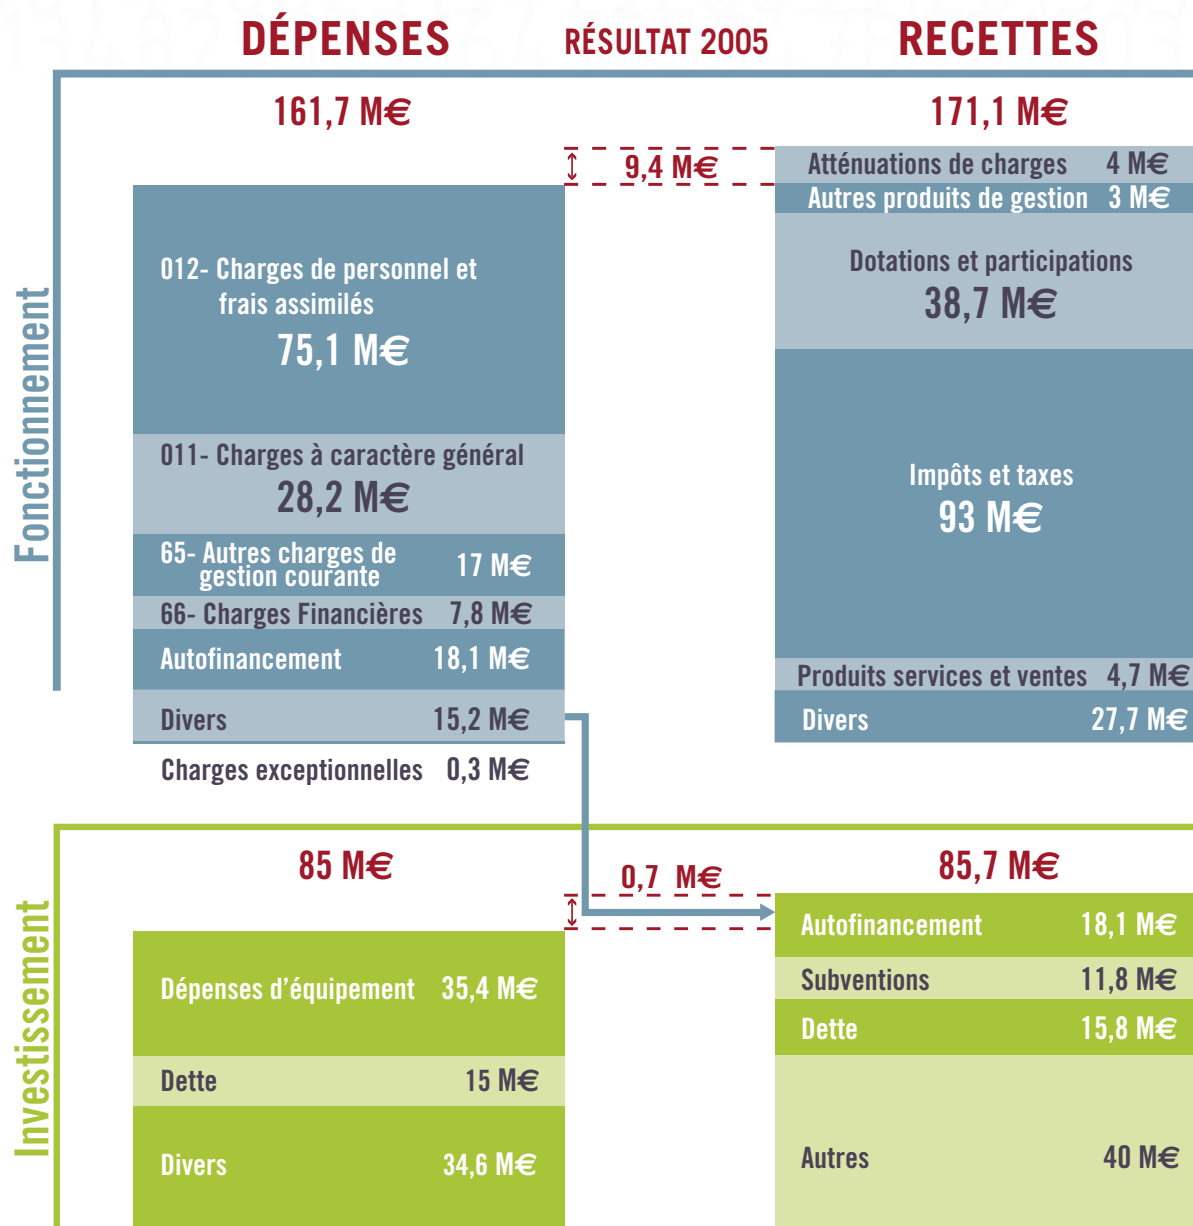 DÉPENSES
RÉSULTAT 2005
RECETTES
Fonctionnement
161,7 M€
171,1 M€
9,4 M€
012- Charges de personnel et
frais assimilés
75,1 M€
011- Charges à caractère général
28,2 M€
65- Autres charges de
gestion courante
17 M€
66- Charges Financières 7,8 M€
Autofinancement 18,1 M€
Divers 15,2 M€
Charges exceptionnelles 0,3 M€
Atténuations de charges 4 M€
Autres produits de gestion 3 M€
Dotations et participations
38,7 M€
Impôts et taxes
93 M€
Produits services et ventes 4,7 M€
Divers 27,7 M€
Investissement
85 M€
0,7 M€
85,7 M€
Dépenses d'équipement 35,4 M€
Dette 15 M€
Divers 34,6 M€
Autofinancement 18,1 M€
Subventions 11,8 M€
Dette 15,8 M€
Autres 40 M€